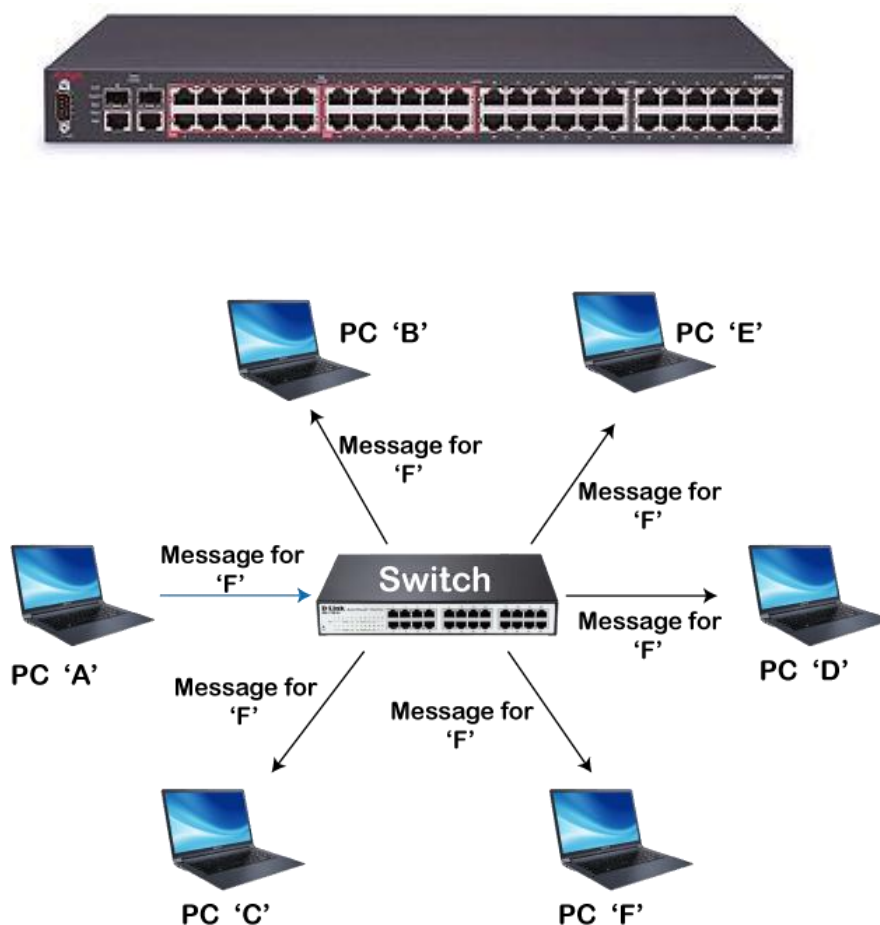 PC ‘B’
PC ‘E’
Message for
‘F’
Message for
‘F’
Message for
‘F’
Switch
D-Link
Message for
‘F’
PC ‘A’
PC ‘D’
Message for
‘F’
Message for
‘F’
PC ‘C’
PC ‘F’